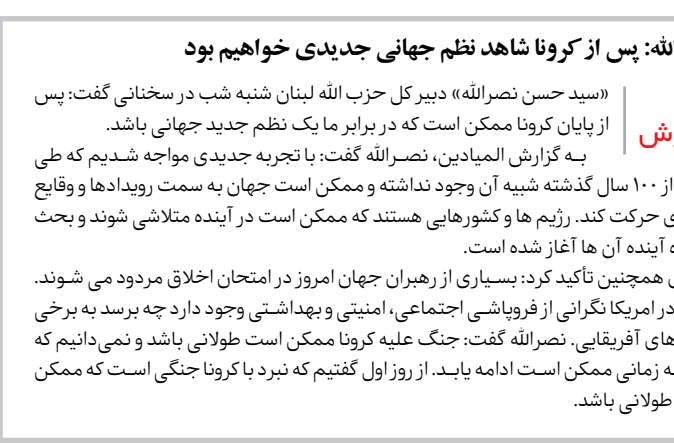 الله: پس از کرونا شاهد نظم جهانی جدیدی خواهیم بود
«سید حسن نصرالله» دبیر کل حزب الله لبنان شنبه شب در سخنانی گفت: پس
از پایان کرونا ممکن است که در برابر ما یک نظم جدید جهانی باشد.
به گزارش المیادین، نصرالله گفت: با تجربه جدیدی مواجه شدیم که طی
از ۱۰۰ سال گذشته شبیه آن وجود نداشته و ممکن است جهان به سمت رویدادها و وقایع
ی حرکت کند. رژیم ها و کشورهایی هستند که ممکن است در آینده متلاشی شوند و بحث
ه آینده آن ها آغاز شده است.
همچنین تأکید کرد: بسیاری از رهبران جهان امروز در امتحان اخلاق مردود می شوند.
در امریکا نگرانی از فروپاشی اجتماعی، امنیتی و بهداشتی وجود دارد چه برسد به برخی
های آفریقایی. نصرالله گفت: جنگ علیه کرونا ممکن است طولانی باشد و نمی‌دانیم که
ه زمانی ممکن است ادامه یابد. از روز اول گفتیم که نبرد با کرونا جنگی است که ممکن
طولانی باشد.